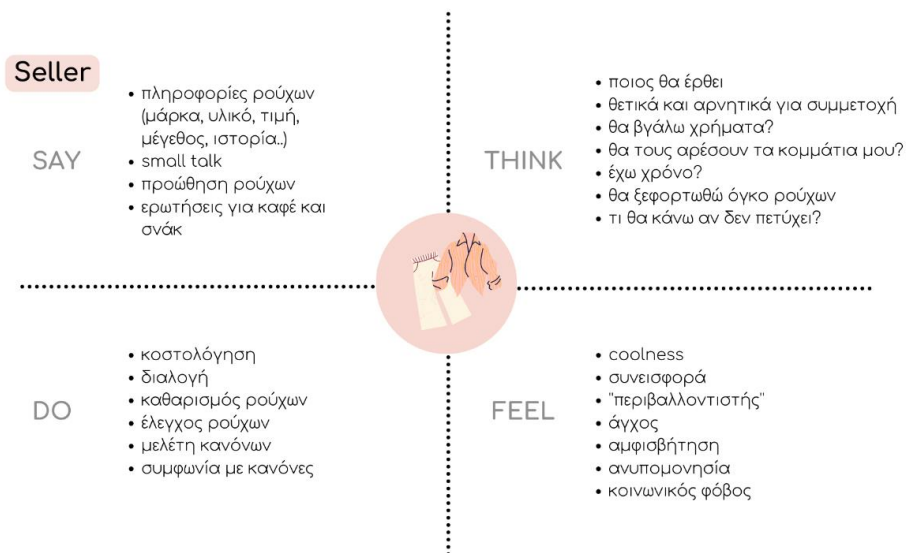 Seller
SAY
• πληροφορίες ρούχων
(μάρκα, υλικό, τιμή,
μέγεθος, ιστορία..)
• small talk
• προώθηση ρούχων
• ερωτήσεις για καφέ και
σνάκ
THINK
• ποιος θα έρθει
• θετικά και αρνητικά για συμμετοχή
• θα βγάλω χρήματα?
• θα τους αρέσουν τα κομμάτια μου?
• έχω χρόνο?
• θα ξεφορτωθώ όγκο ρούχων
• τι θα κάνω αν δεν πετύχει?
DO
• κοστολόγηση
• διαλογή
• καθαρισμός ρούχων
• έλεγχος ρούχων
• μελέτη κανόνων
• συμφωνία με κανόνες
FEEL
• coolness
• συνεισφορά
• "περιβαλλοντιστής"
• άγχος
• αμφισβήτηση
• ανυπομονησία
• κοινωνικός φόβος